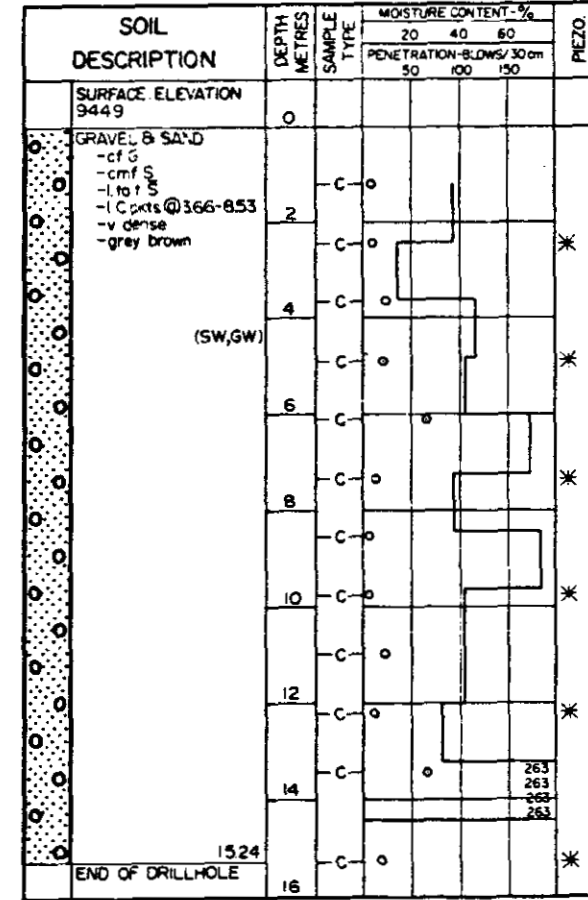 SOIL
DESCRIPTION
DEPTH
METRES
SAMPLE
TYPE
MOISTURE CONTENT-%
20 40 60
PENETRATION-BLOWS/30cm
50 100 150
PIEZO.
SURFACE ELEVATION
9449
0
GRAVEL & SAND
-cf G
-cmf S
-l. to t S
-l C pkts @ 3.66-8.53
-v dense
-grey brown
C
2
C
C
4
(SW,GW)
C
6
C
C
8
C
C
10
C
12
C
C
263
263
14
263
263
15.24
END OF DRILLHOLE
C
16